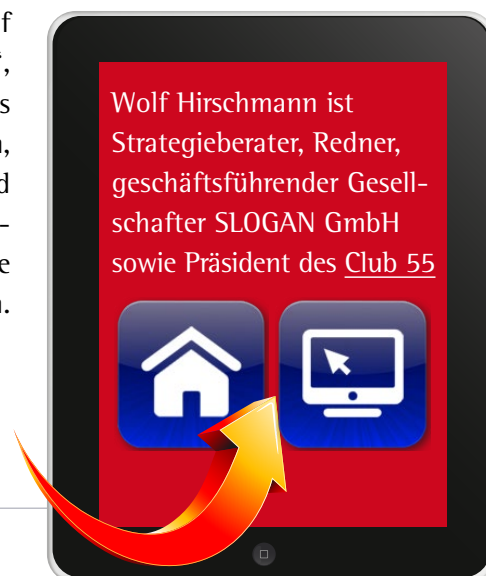 Wolf Hirschmann ist
Strategieberater, Redner,
geschäftsführender Gesell-
schafter SLOGAN GmbH
sowie Präsident des Club 55